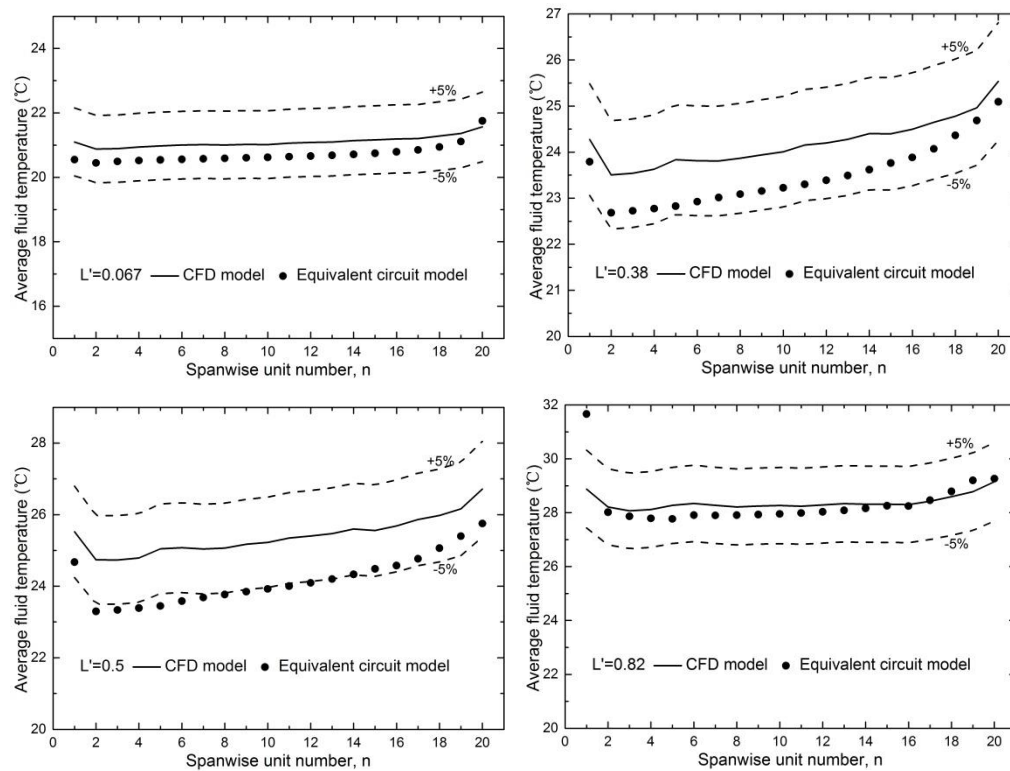 24
22
20
18
16
Average fluid temperature (℃)
+5%
-5%
L'=0.067 CFD model Equivalent circuit model
0 2 4 6 8 10 12 14 16 18 20
Spanwise unit number, n
27
26
25
24
23
22
21
20
Average fluid temperature (℃)
+5%
-5%
L'=0.38 CFD model Equivalent circuit model
0 2 4 6 8 10 12 14 16 18 20
Spanwise unit number, n
28
26
24
22
20
Average fluid temperature (℃)
+5%
-5%
L'=0.5 CFD model Equivalent circuit model
0 2 4 6 8 10 12 14 16 18 20
Spanwise unit number, n
32
30
28
26
24
22
20
Average fluid temperature (℃)
+5%
-5%
L'=0.82 CFD model Equivalent circuit model
0 2 4 6 8 10 12 14 16 18 20
Spanwise unit number, n